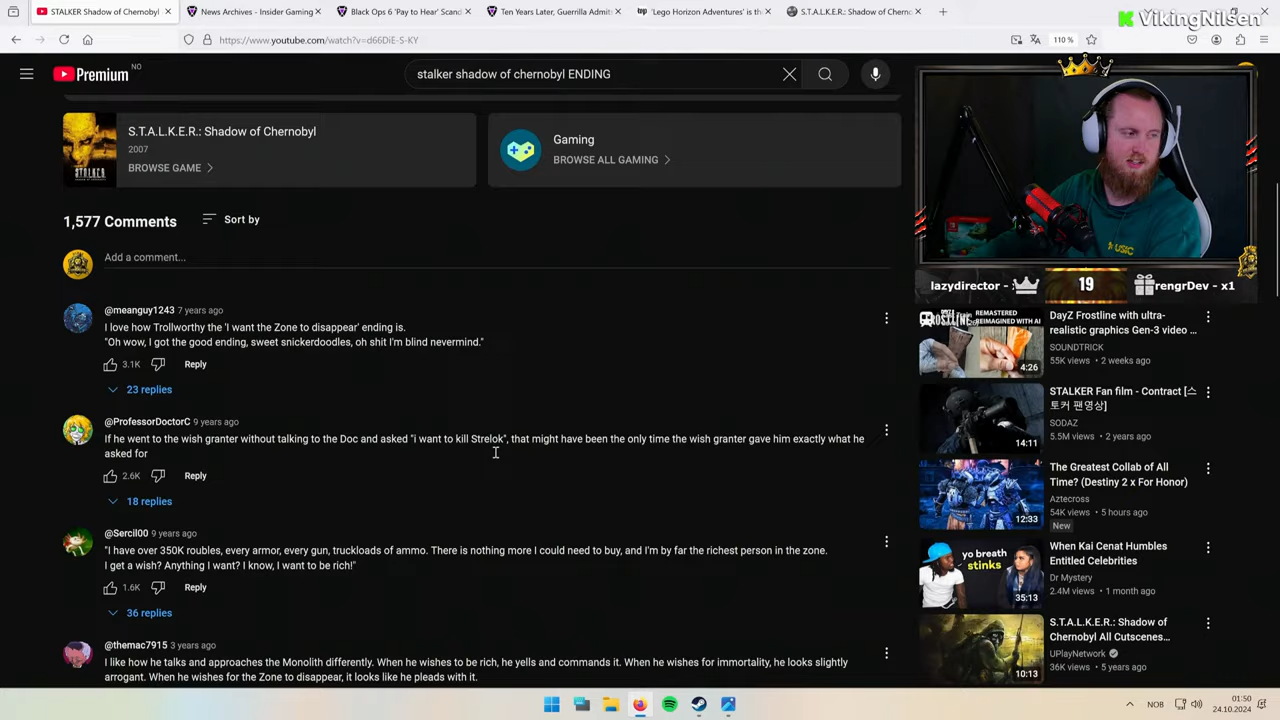 STALKER Shadow of Chernobyl
News Archives - Insider Gaming
Black Ops 6 'Pay to Hear' Scand
Ten Years Later, Guerrilla Admit
'Lego Horizon Adventures'
S.T.A.L.K.E.R.: Shadow of Cherno
VikingNilsen
https://www.youtube.com/watch?v=d66DiE-S-KY
110 %
Premium
NO
stalker shadow of chernobyl ENDING
S.T.A.L.K.E.R.: Shadow of Chernobyl
2007
BROWSE GAME
Gaming
BROWSE ALL GAMING
1,577 Comments
Sort by
Add a comment...
@meanguy1243 7 years ago
I love how Trollworthy the 'I want the Zone to disappear' ending is.
"Oh wow, I got the good ending, sweet snickerdoodles, oh shit I'm blind nevermind."
3.1K
Reply
23 replies
@ProfessorDoctorC 9 years ago
If he went to the wish granter without talking to the Doc and asked "i want to kill Strelok", that might have been the only time the wish granter gave him exactly what he
asked for
2.6K
Reply
18 replies
@Sercil00 9 years ago
"I have over 350K roubles, every armor, every gun, truckloads of ammo. There is nothing more I could need to buy, and I'm by far the richest person in the zone.
I get a wish? Anything I want? I know, I want to be rich!"
1.6K
Reply
36 replies
@themac7915 3 years ago
I like how he talks and approaches the Monolith differently. When he wishes to be rich, he yells and commands it. When he wishes for immortality, he looks slightly
arrogant. When he wishes for the Zone to disappear, it looks like he pleads with it.
MUSIC
lazydirector -
19
rengrDev - x1
REMASTERED
REIMAGINED WITH AI
4:26
DayZ Frostline with ultra-
realistic graphics Gen-3 video ...
SOUNDTRICK
55K views • 2 weeks ago
14:11
STALKER Fan film - Contract [스
토커 팬영상]
SODAZ
5.5M views • 2 years ago
12:33
The Greatest Collab of All
Time? (Destiny 2 x For Honor)
Aztecross
54K views • 5 hours ago
New
yo breath
stinks
35:13
When Kai Cenat Humbles
Entitled Celebrities
Dr Mystery
2.4M views • 1 month ago
10:13
S.T.A.L.K.E.R.: Shadow of
Chernobyl All Cutscenes...
UPlayNetwork
36K views • 5 years ago
NOB
01:50
24.10.2024